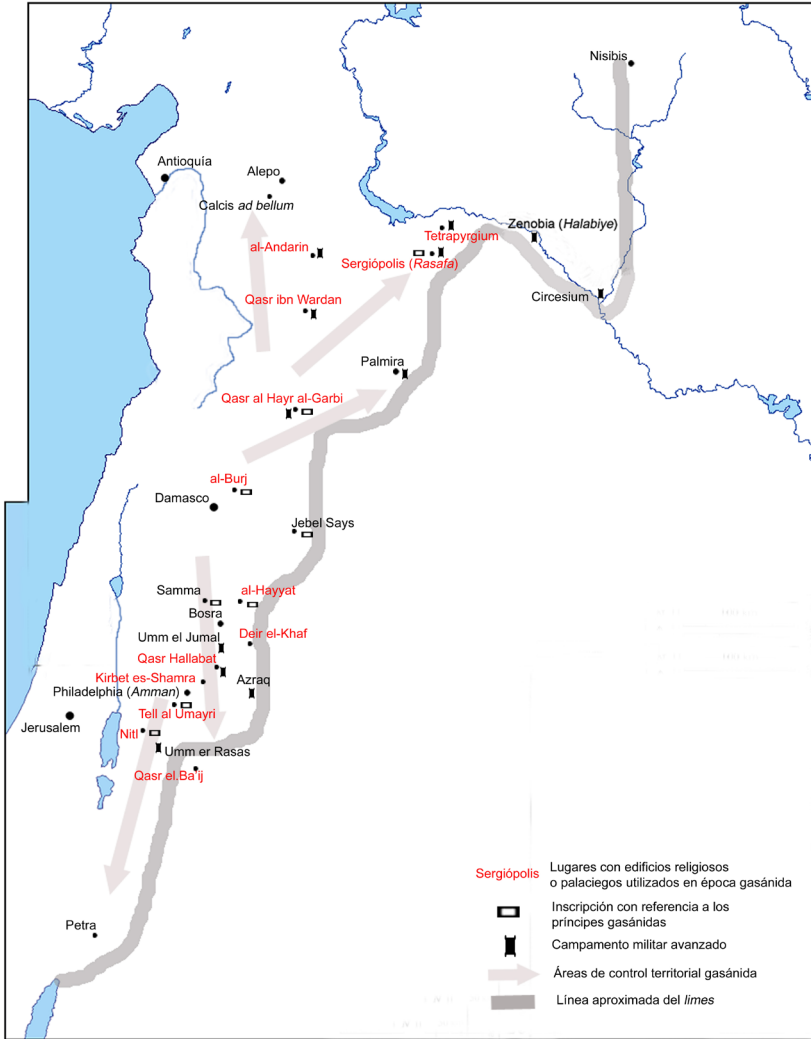 Nisibis
Antioquía
Alepo
Calcis ad bellum
Zenobia (Halabiye)
Tetrapyrgium
al-Andarin
Sergiópolis (Rasafa)
Circesium
Qasr ibn Wardan
Palmira
Qasr al Hayr al-Garbi
al-Burj
Damasco
Jebel Says
Samma
al-Hayyat
Bosra
Umm el Jumal
Deir el-Khaf
Qasr Hallabat
Kirbet es-Shamra
Azraq
Philadelphia (Amman)
Tell al Umayri
Jerusalem
Nitl
Umm er Rasas
Qasr el.Ba'ij
Petra
Sergiópolis
Lugares con edificios religiosos
o palaciegos utilizados en época gasánida
Inscripción con referencia a los
príncipes gasánidas
Campamento militar avanzado
Áreas de control territorial gasánida
Línea aproximada del limes